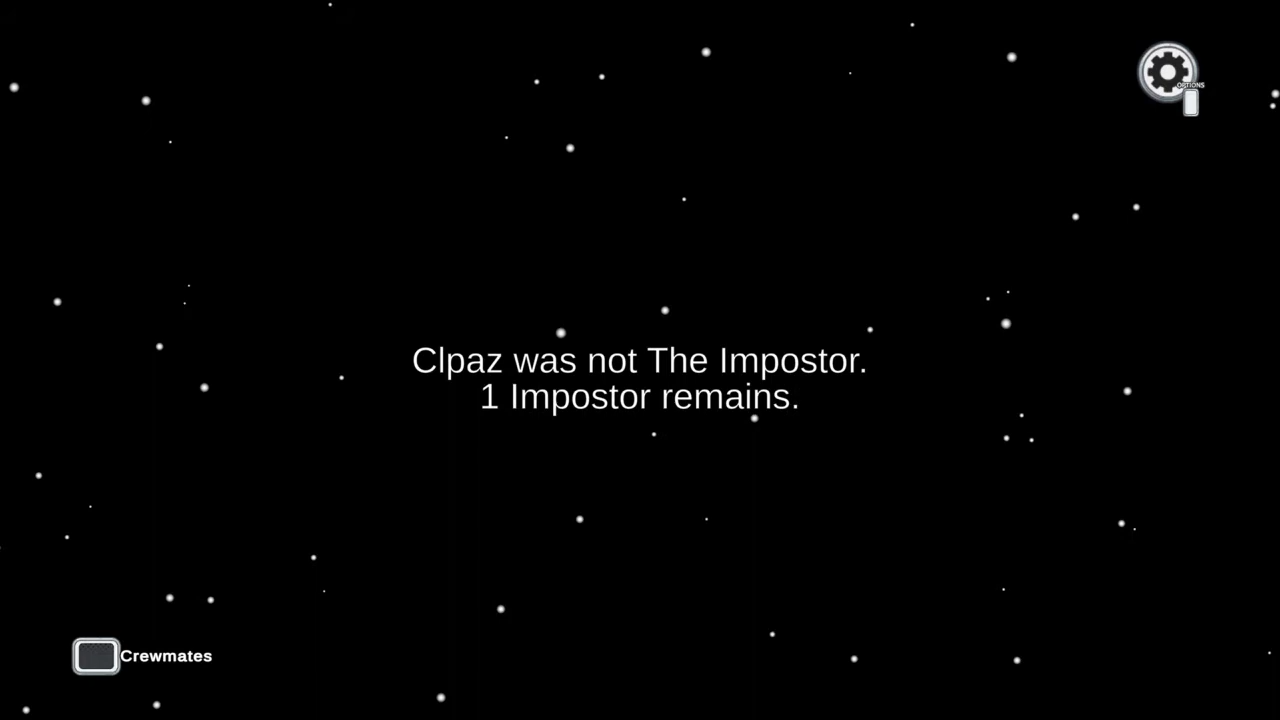 OPTIONS
Clpaz was not The Impostor.
1 Impostor remains.
Crewmates